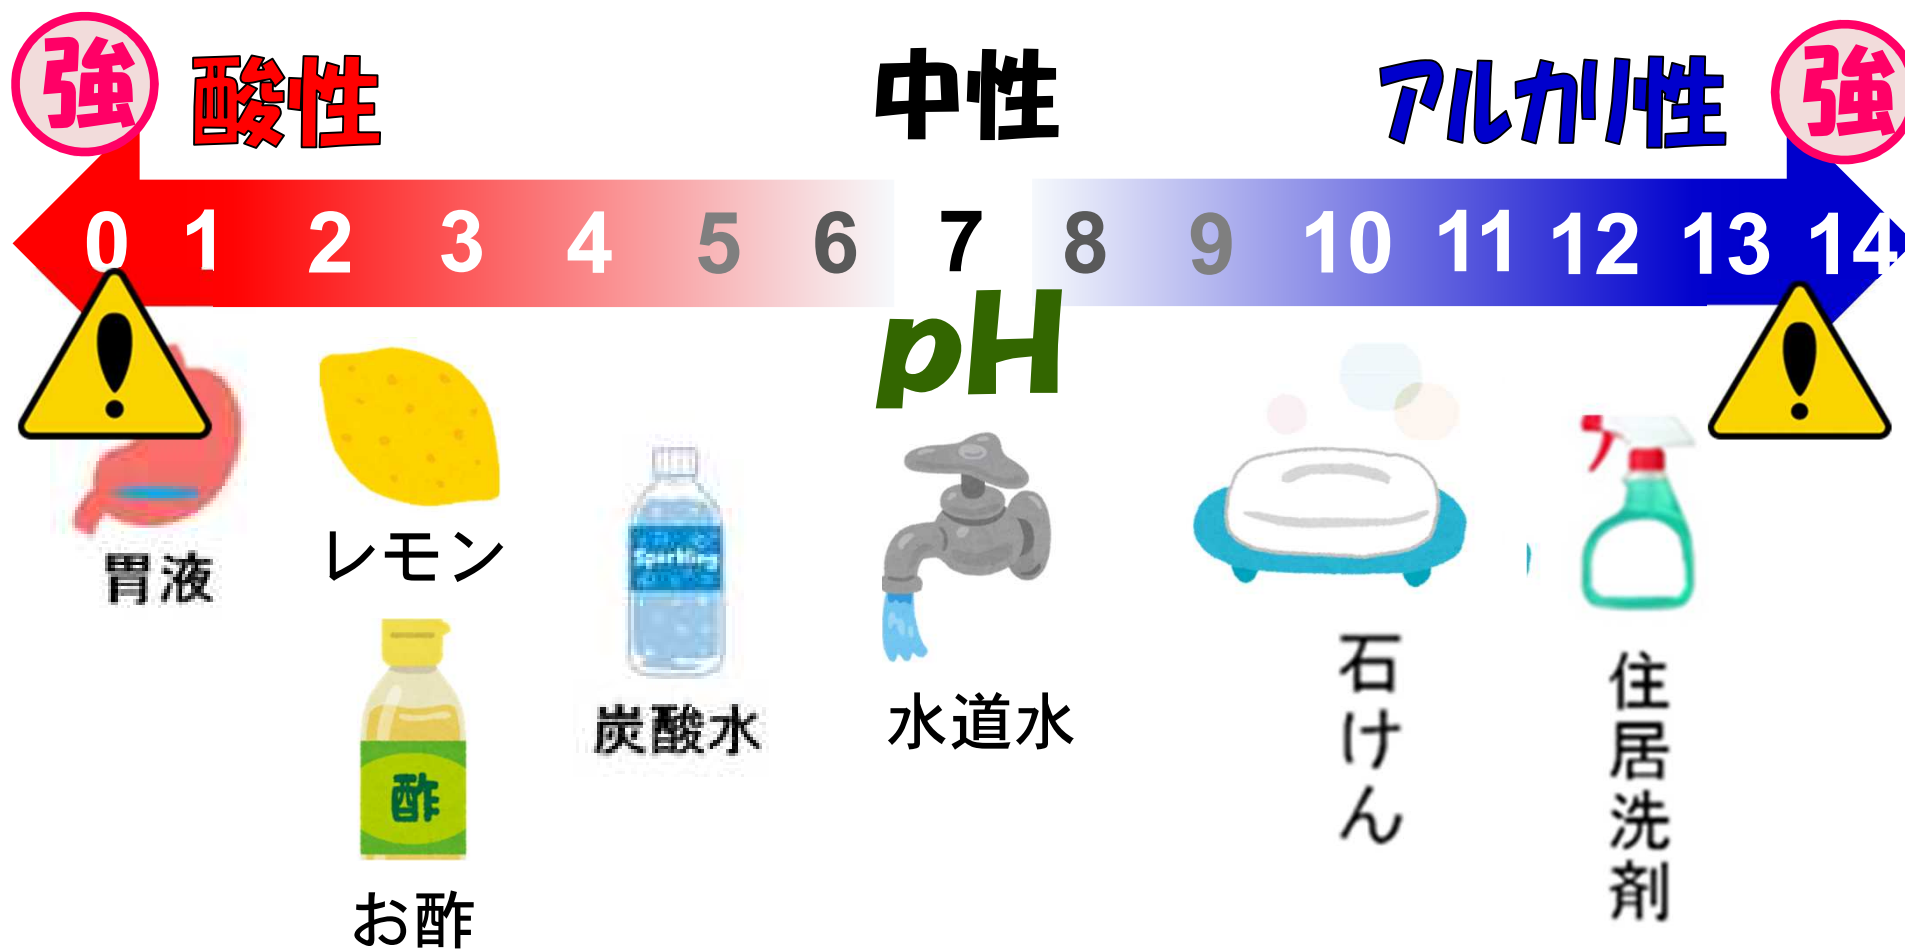 強 酸性 中性 アルカリ性 強
0 1 2 3 4 5 6 7 8 9 10 11 12 13 14
pH
胃液
レモン
Sparkling
酢
お酢
炭酸水
水道水
石けん
住居洗剤